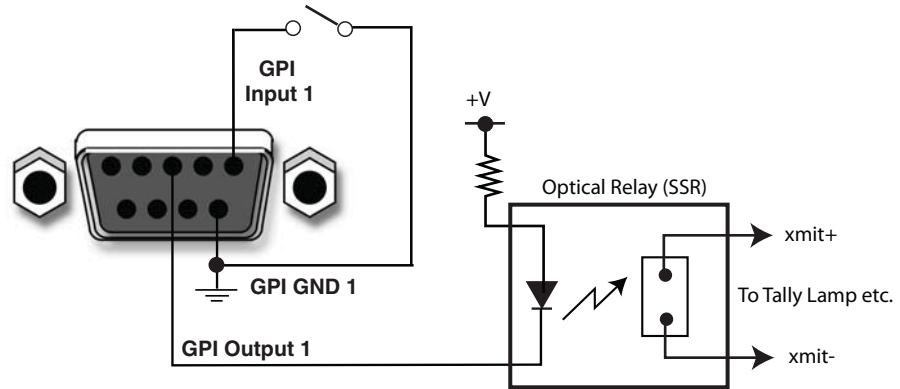 GPI
Input 1
+V
Optical Relay (SSR)
xmit+
GPI GND 1
To Tally Lamp etc.
GPI Output 1
xmit-